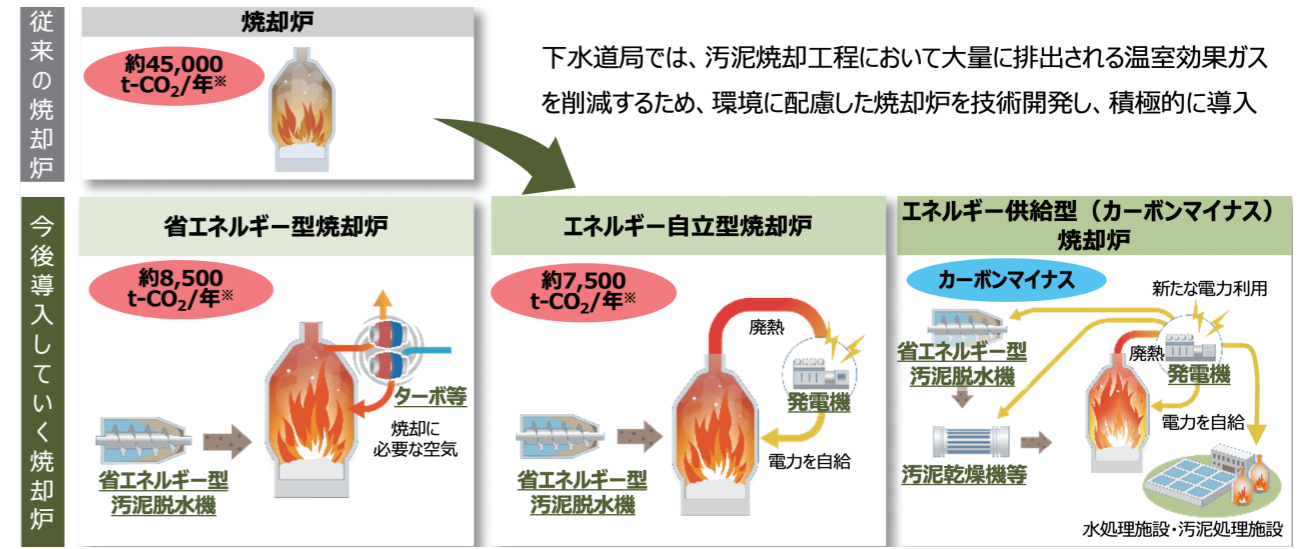 従来の焼却炉
焼却炉
約45,000
t-CO₂/年※
下水道局では、汚泥焼却工程において大量に排出される温室効果ガス
を削減するため、環境に配慮した焼却炉を技術開発し、積極的に導入
今後導入していく焼却炉
省エネルギー型焼却炉
約8,500
t-CO₂/年※
ターボ等
焼却に
必要な空気
省エネルギー型
汚泥脱水機
エネルギー自立型焼却炉
約7,500
t-CO₂/年※
廃熱
発電機
電力を自給
省エネルギー型
汚泥脱水機
エネルギー供給型（カーボンマイナス）
焼却炉
カーボンマイナス
新たな電力利用
省エネルギー型
汚泥脱水機
廃熱
発電機
電力を自給
汚泥乾燥機等
水処理施設・汚泥処理施設